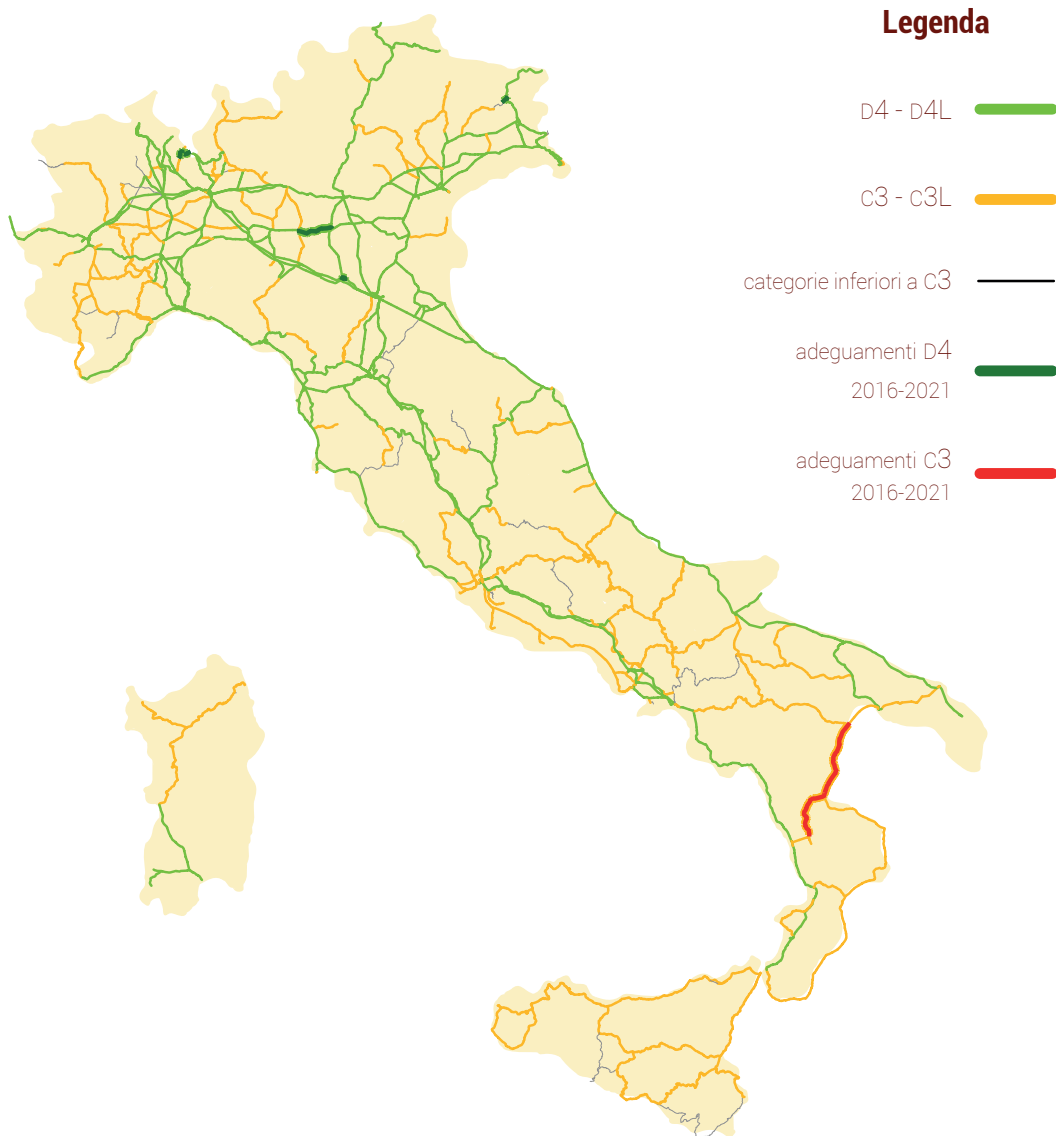 Legenda
D4 - D4L
C3 - C3L
categorie inferiori a C3
adeguamenti D4
2016-2021
adeguamenti C3
2016-2021